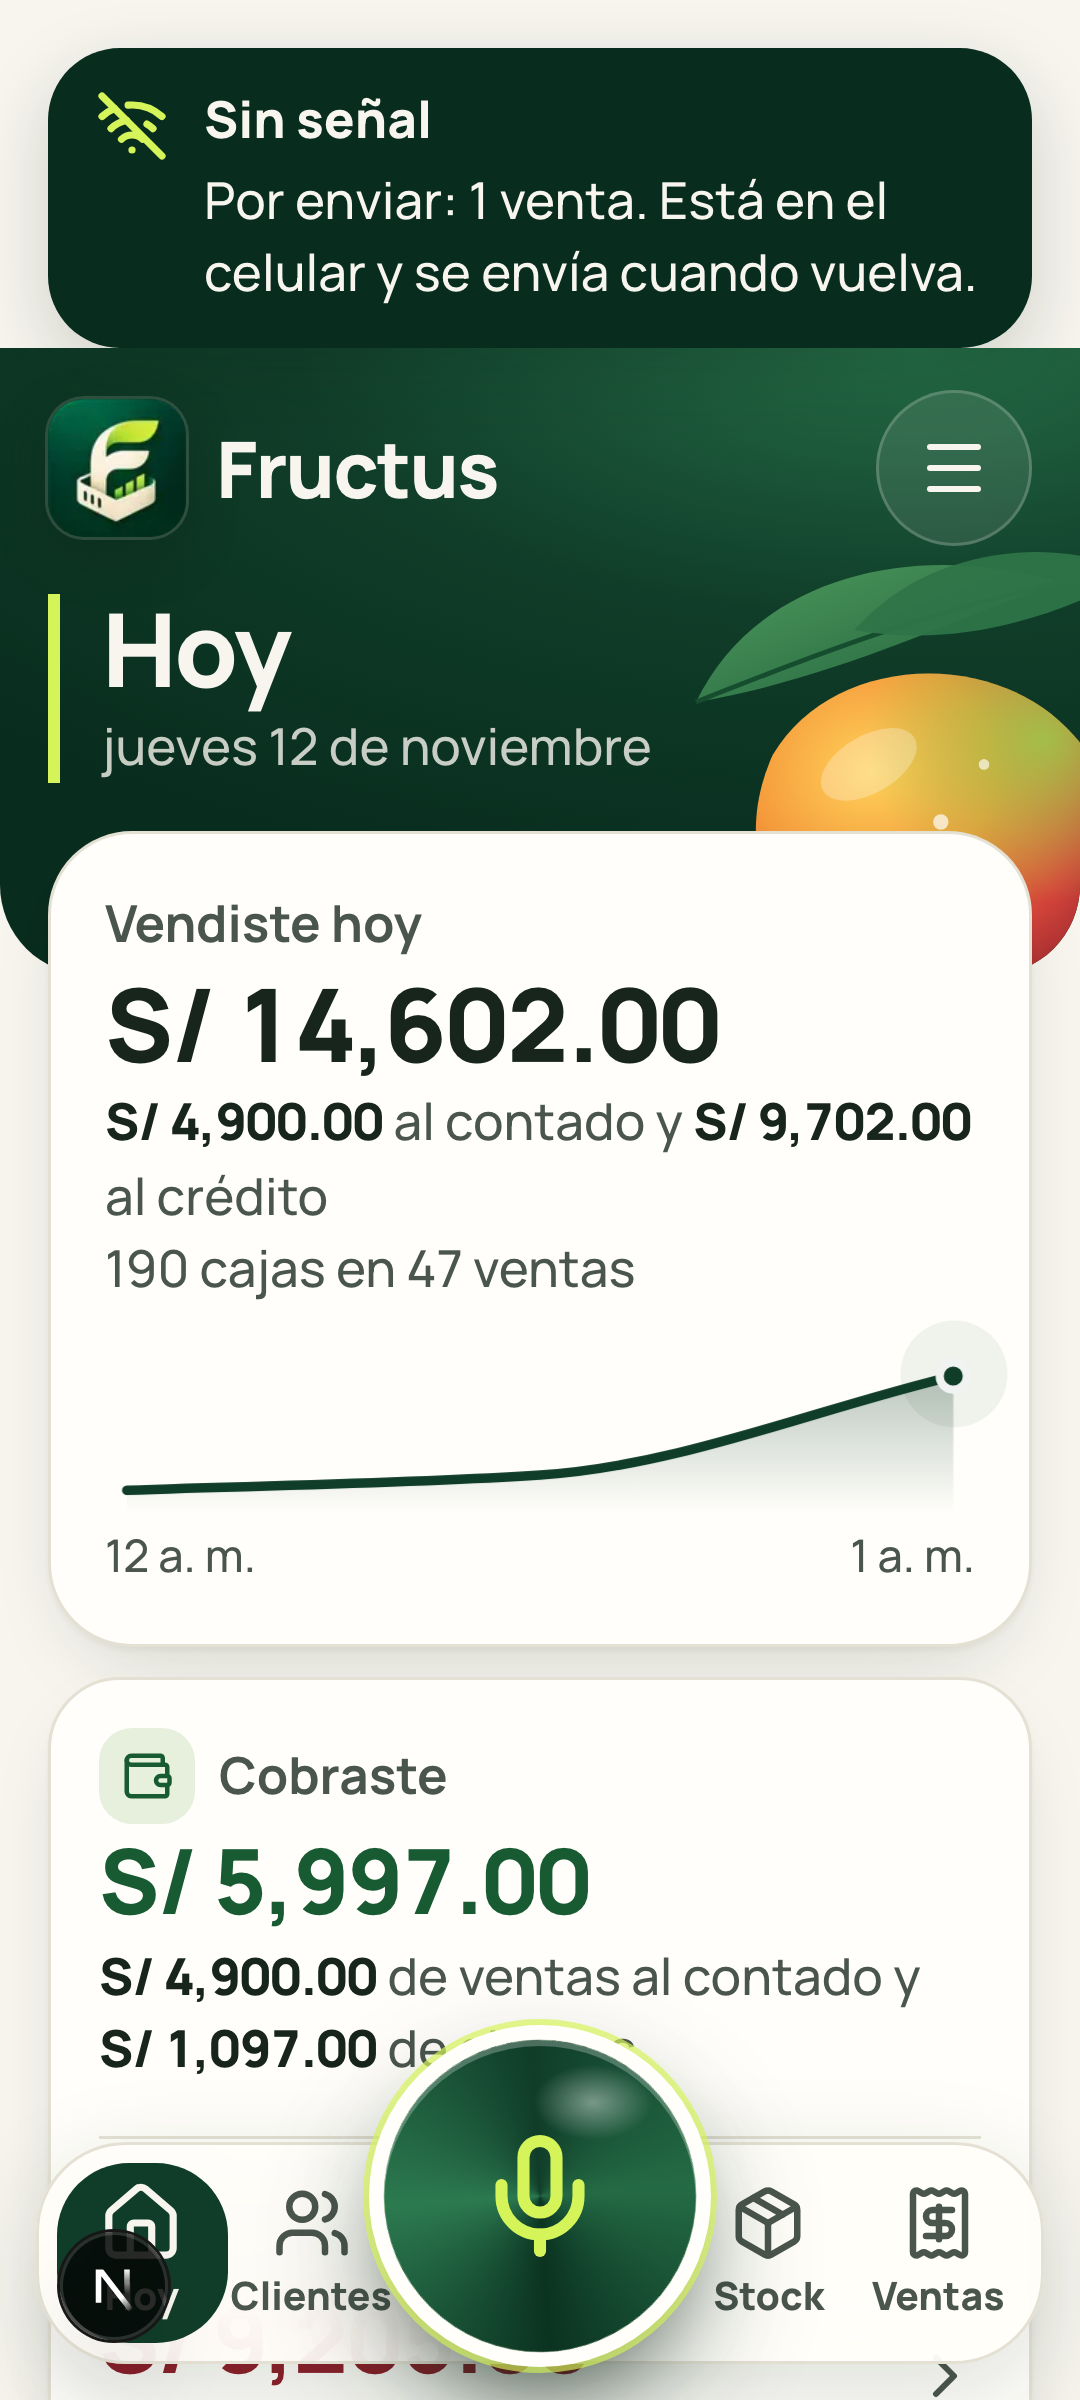 Sin señal
Por enviar: 1 venta. Está en el
celular y se envía cuando vuelva.
Fructus
Hoy
jueves 12 de noviembre
Vendiste hoy
S/ 14,602.00
S/ 4,900.00 al contado y S/ 9,702.00
al crédito
190 cajas en 47 ventas
12 a. m.
1 a. m.
Cobraste
S/ 5,997.00
S/ 4,900.00 de ventas al contado y
S/ 1,097.00 de
Hoy
Clientes
Stock
Ventas
N